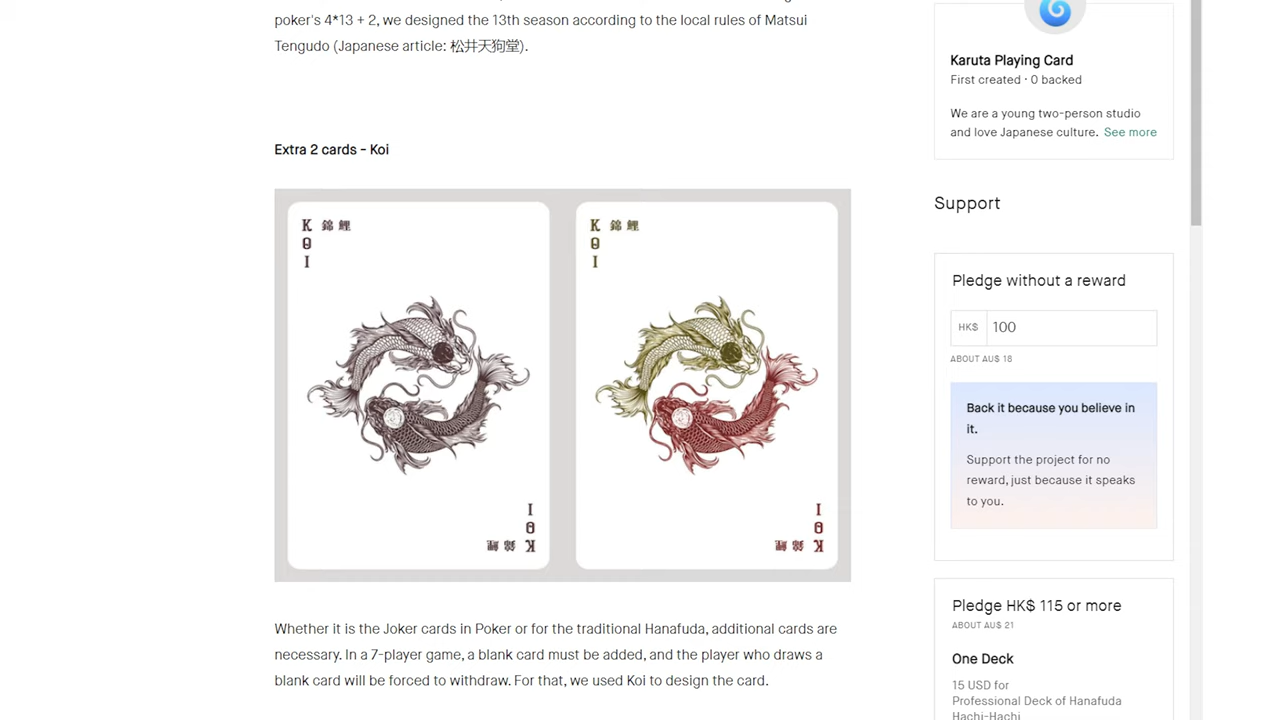 poker's 4*13 + 2, we designed the 13th season according to the local rules of Matsui
Tengudo (Japanese article: 松井天狗堂).
Extra 2 cards - Koi
K 錦鯉
O
I
K 錦鯉
O
I
I
O
K 錦鯉
I
O
K 錦鯉
Whether it is the Joker cards in Poker or for the traditional Hanafuda, additional cards are
necessary. In a 7-player game, a blank card must be added, and the player who draws a
blank card will be forced to withdraw. For that, we used Koi to design the card.
Karuta Playing Card
First created · 0 backed
We are a young two-person studio
and love Japanese culture. See more
Support
Pledge without a reward
HK$ 100
ABOUT AU$ 18
Back it because you believe in
it.
Support the project for no
reward, just because it speaks
to you.
Pledge HK$ 115 or more
ABOUT AU$ 21
One Deck
15 USD for
Professional Deck of Hanafuda
Hachi-Hachi